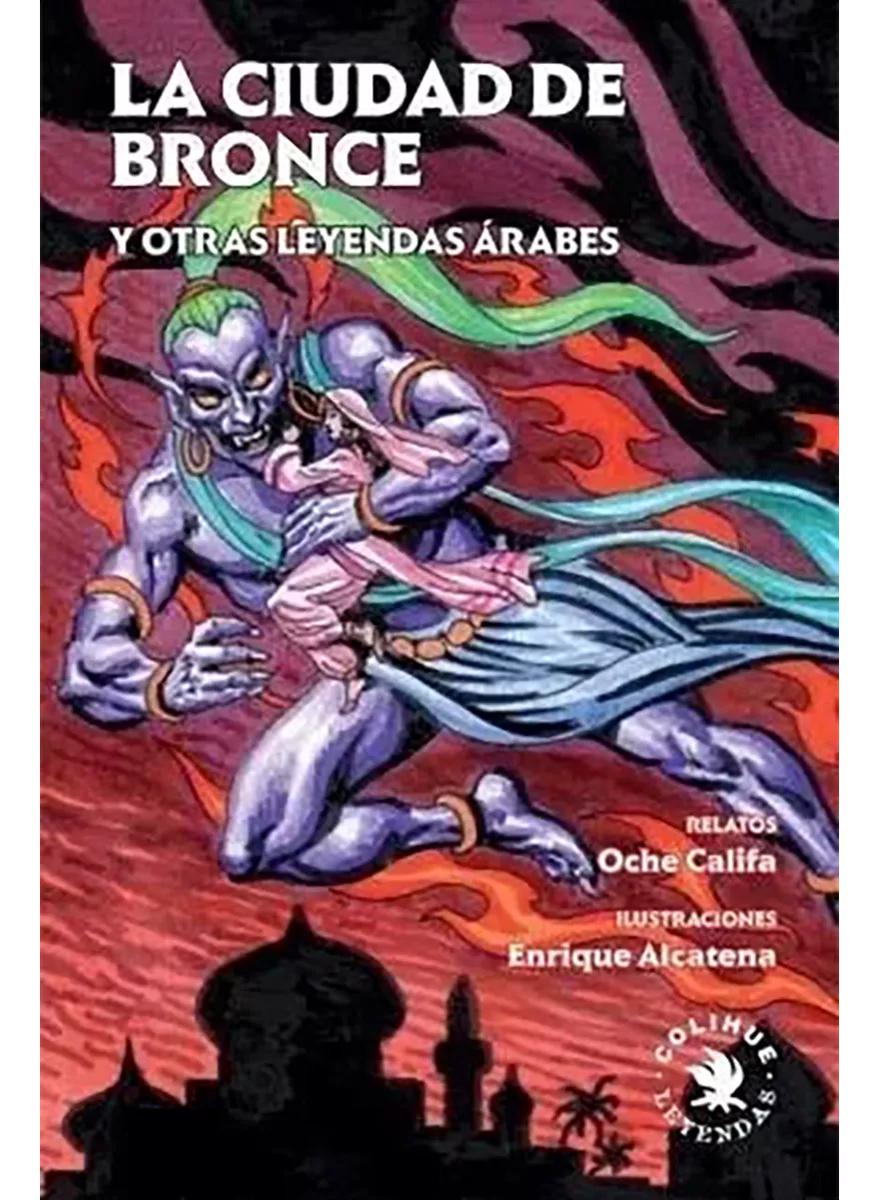 LA CIUDAD DE
BRONCE
Y OTRAS LEYENDAS ÁRABES
RELATOS
Oche Califa
ILUSTRACIONES
Enrique Alcatena
COLIHUE
LEYENDAS